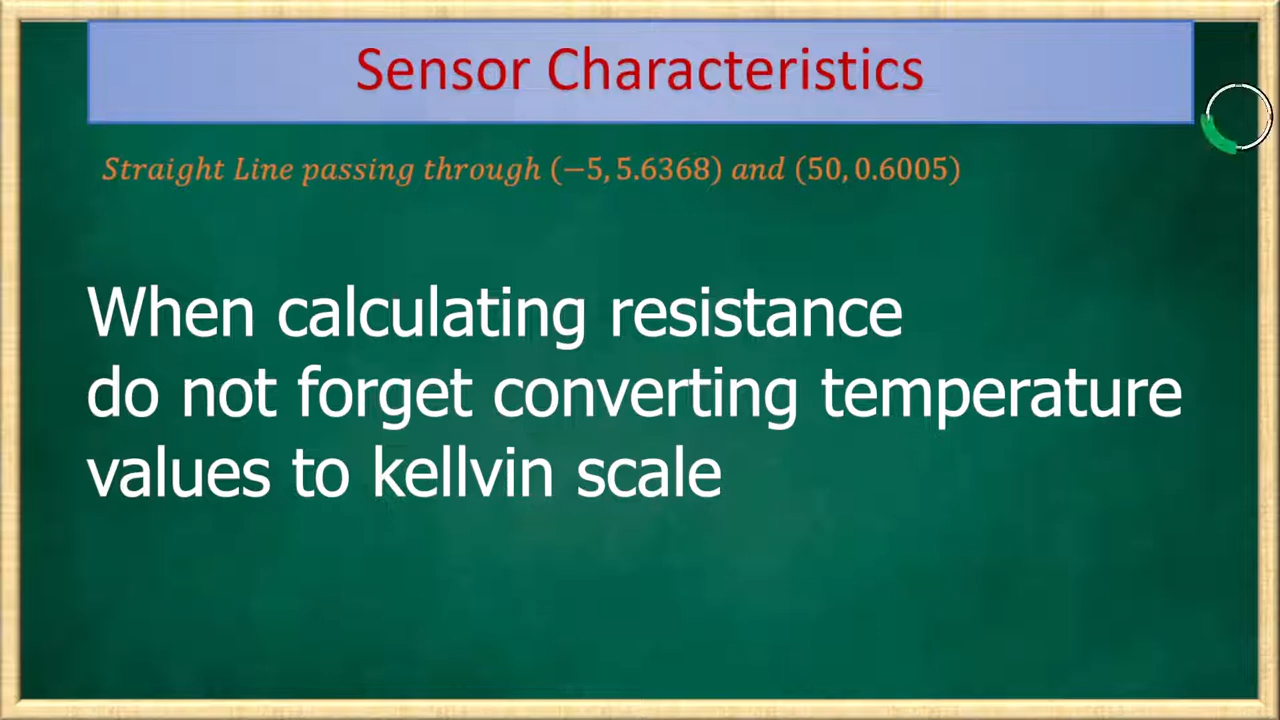 Sensor Characteristics
Straight Line passing through (−5, 5.6368) and (50, 0.6005)
When calculating resistance
do not forget converting temperature
values to kellvin scale